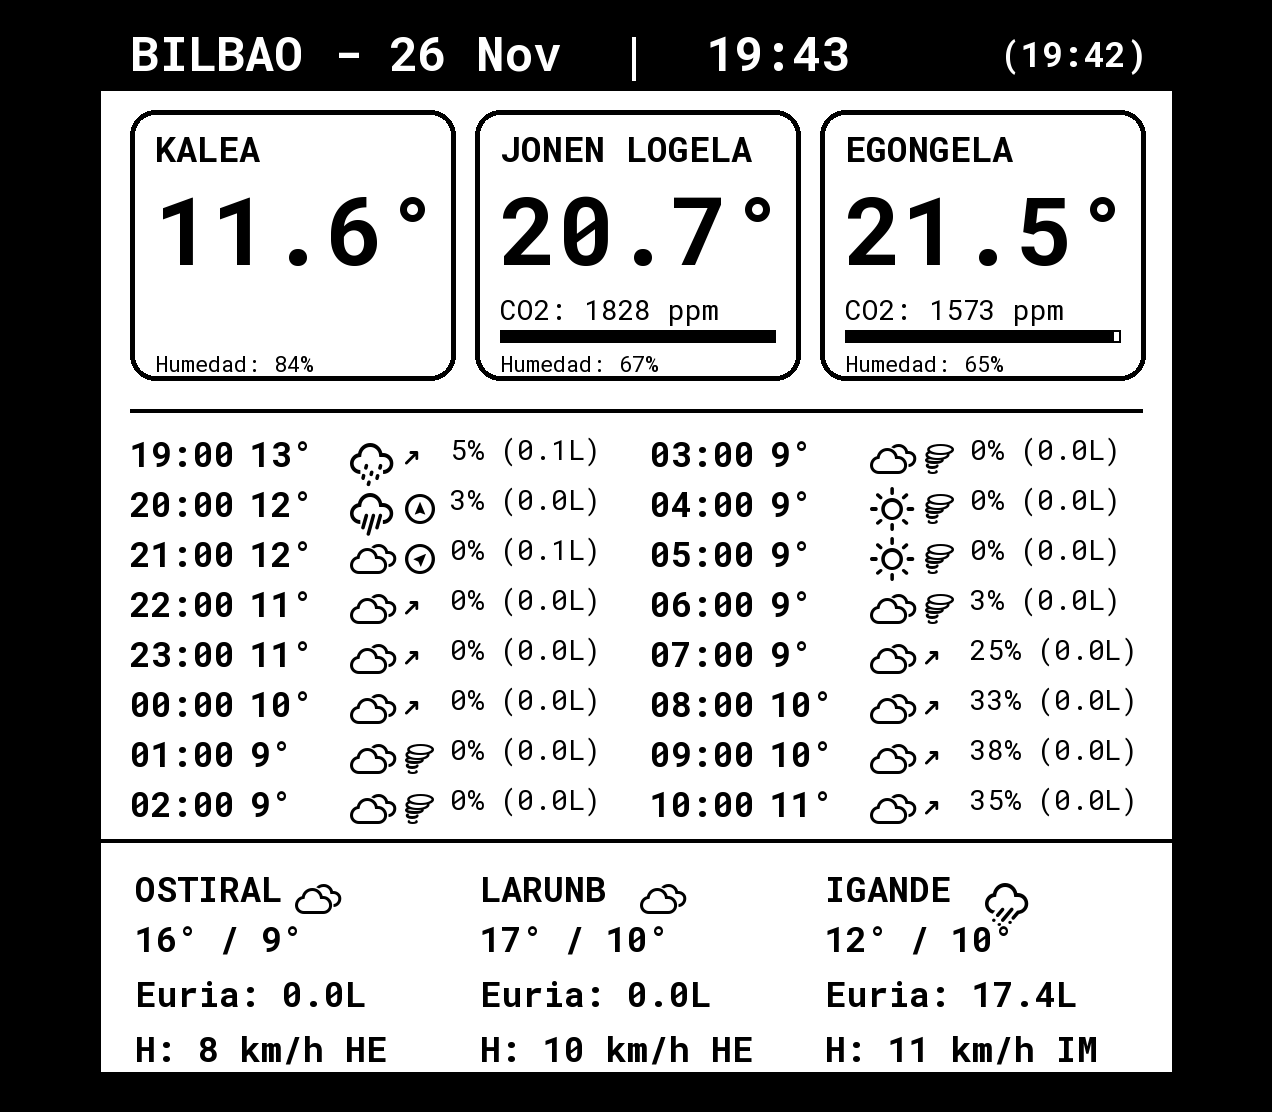 BILBAO - 26 Nov | 19:43 (19:42)
KALEA
11.6°
Humedad: 84%
JONEN LOGELA
20.7°
CO2: 1828 ppm
Humedad: 67%
EGONGELA
21.5°
CO2: 1573 ppm
Humedad: 65%
19:00 13° 5% (0.1L)
20:00 12° 3% (0.0L)
21:00 12° 0% (0.1L)
22:00 11° 0% (0.0L)
23:00 11° 0% (0.0L)
00:00 10° 0% (0.0L)
01:00 9° 0% (0.0L)
02:00 9° 0% (0.0L)
03:00 9° 0% (0.0L)
04:00 9° 0% (0.0L)
05:00 9° 0% (0.0L)
06:00 9° 3% (0.0L)
07:00 9° 25% (0.0L)
08:00 10° 33% (0.0L)
09:00 10° 38% (0.0L)
10:00 11° 35% (0.0L)
OSTIRAL
16° / 9°
Euria: 0.0L
H: 8 km/h HE
LARUNB
17° / 10°
Euria: 0.0L
H: 10 km/h HE
IGANDE
12° / 10°
Euria: 17.4L
H: 11 km/h IM